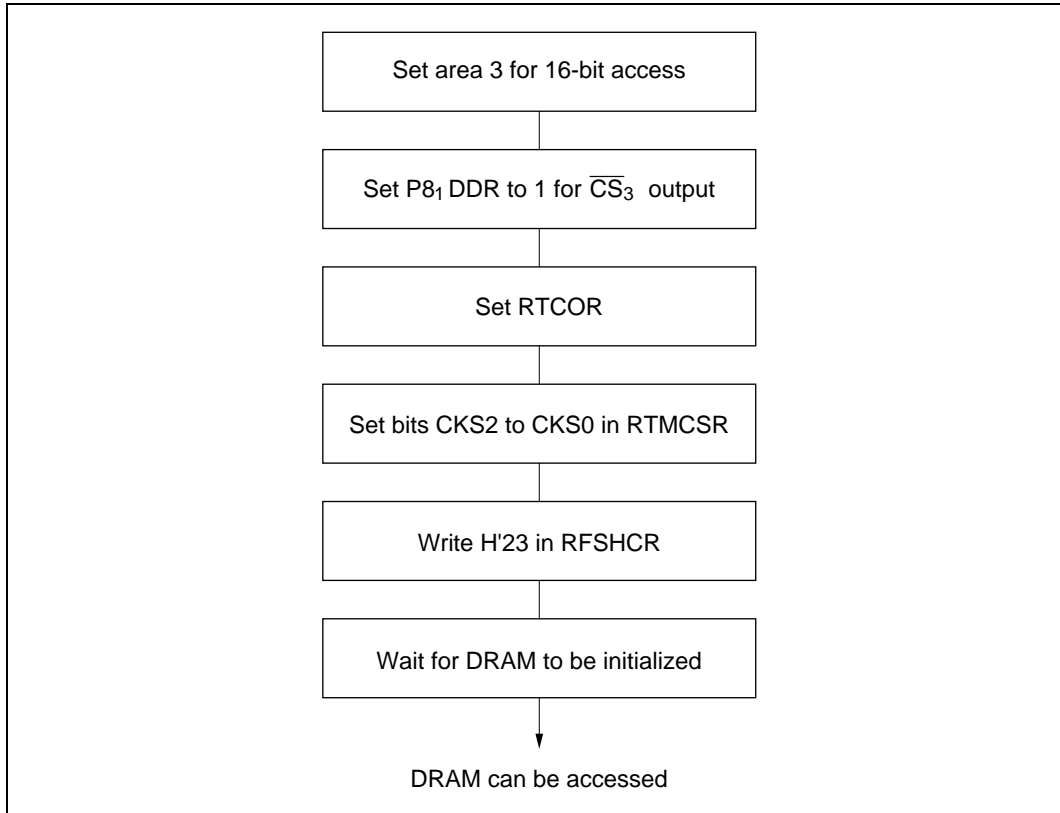 Set area 3 for 16-bit access
Set P8₁ DDR to 1 for C̅S̅₃ output
Set RTCOR
Set bits CKS2 to CKS0 in RTMCSR
Write H'23 in RFSHCR
Wait for DRAM to be initialized
DRAM can be accessed